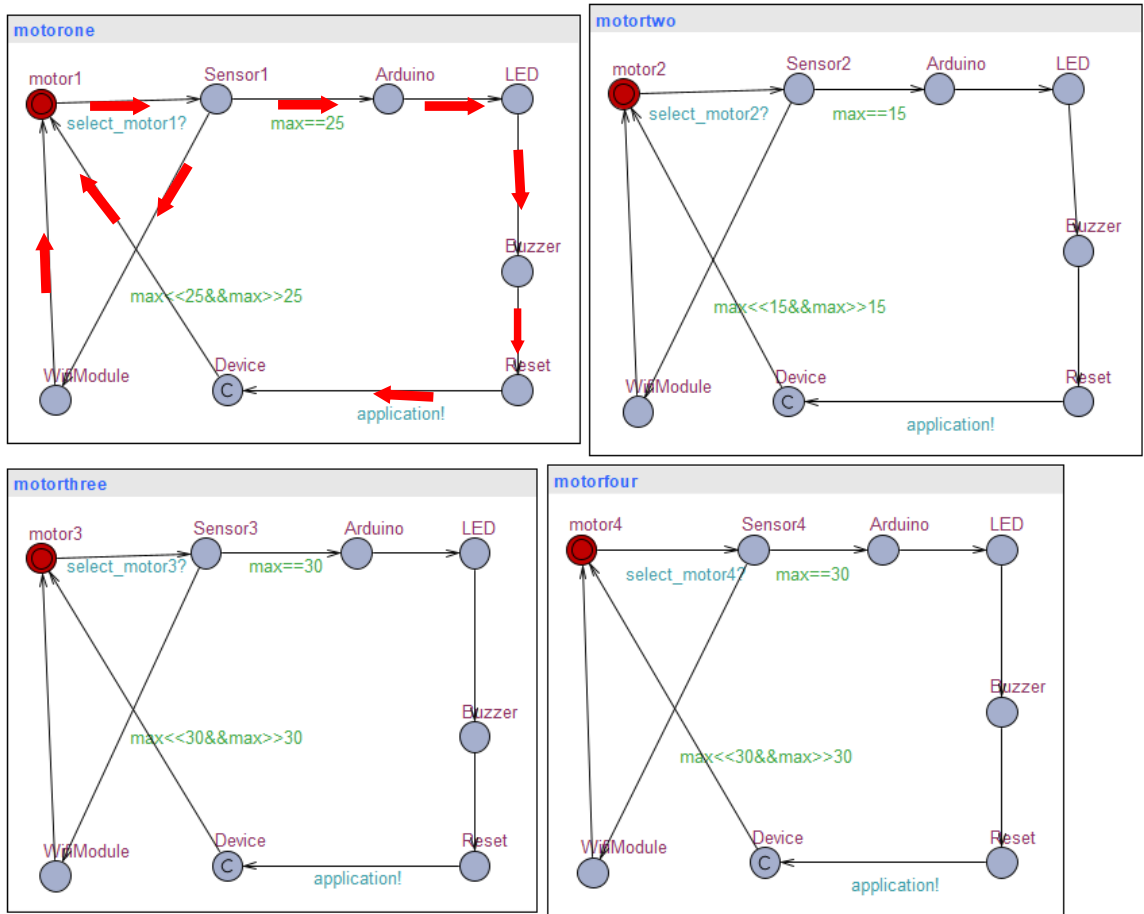 motorone
motor1
Sensor1
Arduino
LED
select_motor1?
max==25
Buzzer
max<<25&&max>>25
WifiModule
Device
Reset
C
application!
motortwo
motor2
Sensor2
Arduino
LED
select_motor2?
max==15
Buzzer
max<<15&&max>>15
WifiModule
Device
Reset
C
application!
motorthree
motor3
Sensor3
Arduino
LED
select_motor3?
max==30
Buzzer
max<<30&&max>>30
WifiModule
Device
Reset
C
application!
motorfour
motor4
Sensor4
Arduino
LED
select_motor4?
max==30
Buzzer
max<<30&&max>>30
WifiModule
Device
Reset
C
application!